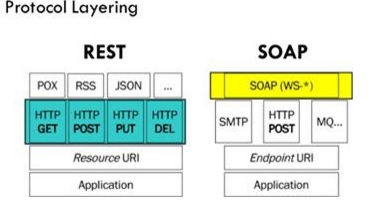 Protocol Layering
REST
SOAP
POX RSS JSON ...
SOAP (WS-*)
HTTP GET HTTP POST HTTP PUT HTTP DEL
SMTP HTTP POST MQ...
Resource URI
Endpoint URI
Application
Application